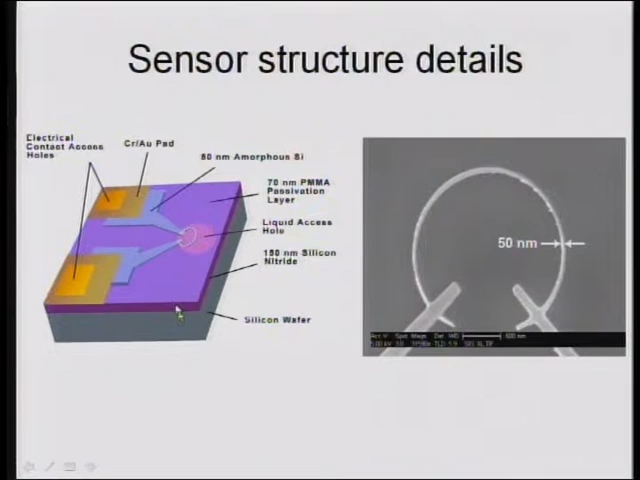 Sensor structure details
Electrical
Contact Access
Holes
Cr/Au Pad
80 nm Amorphous Si
70 nm PMMA
Passivation
Layer
Liquid Access
Hole
150 nm Silicon
Nitride
Silicon Wafer
50 nm